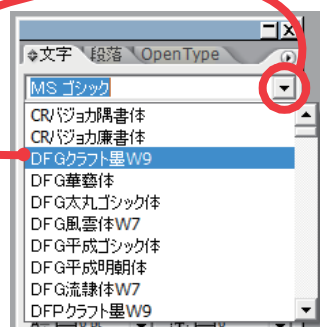 文字 段落 OpenType
MS ゴシック
CRバジョカ隅書体
CRバジョカ廉書体
DFGクラフト墨W9
DFG華藝体
DFG太丸ゴシック体
DFG風雲体W7
DFG平成ゴシック体
DFG平成明朝体
DFG流隷体W7
DFPクラフト墨W9